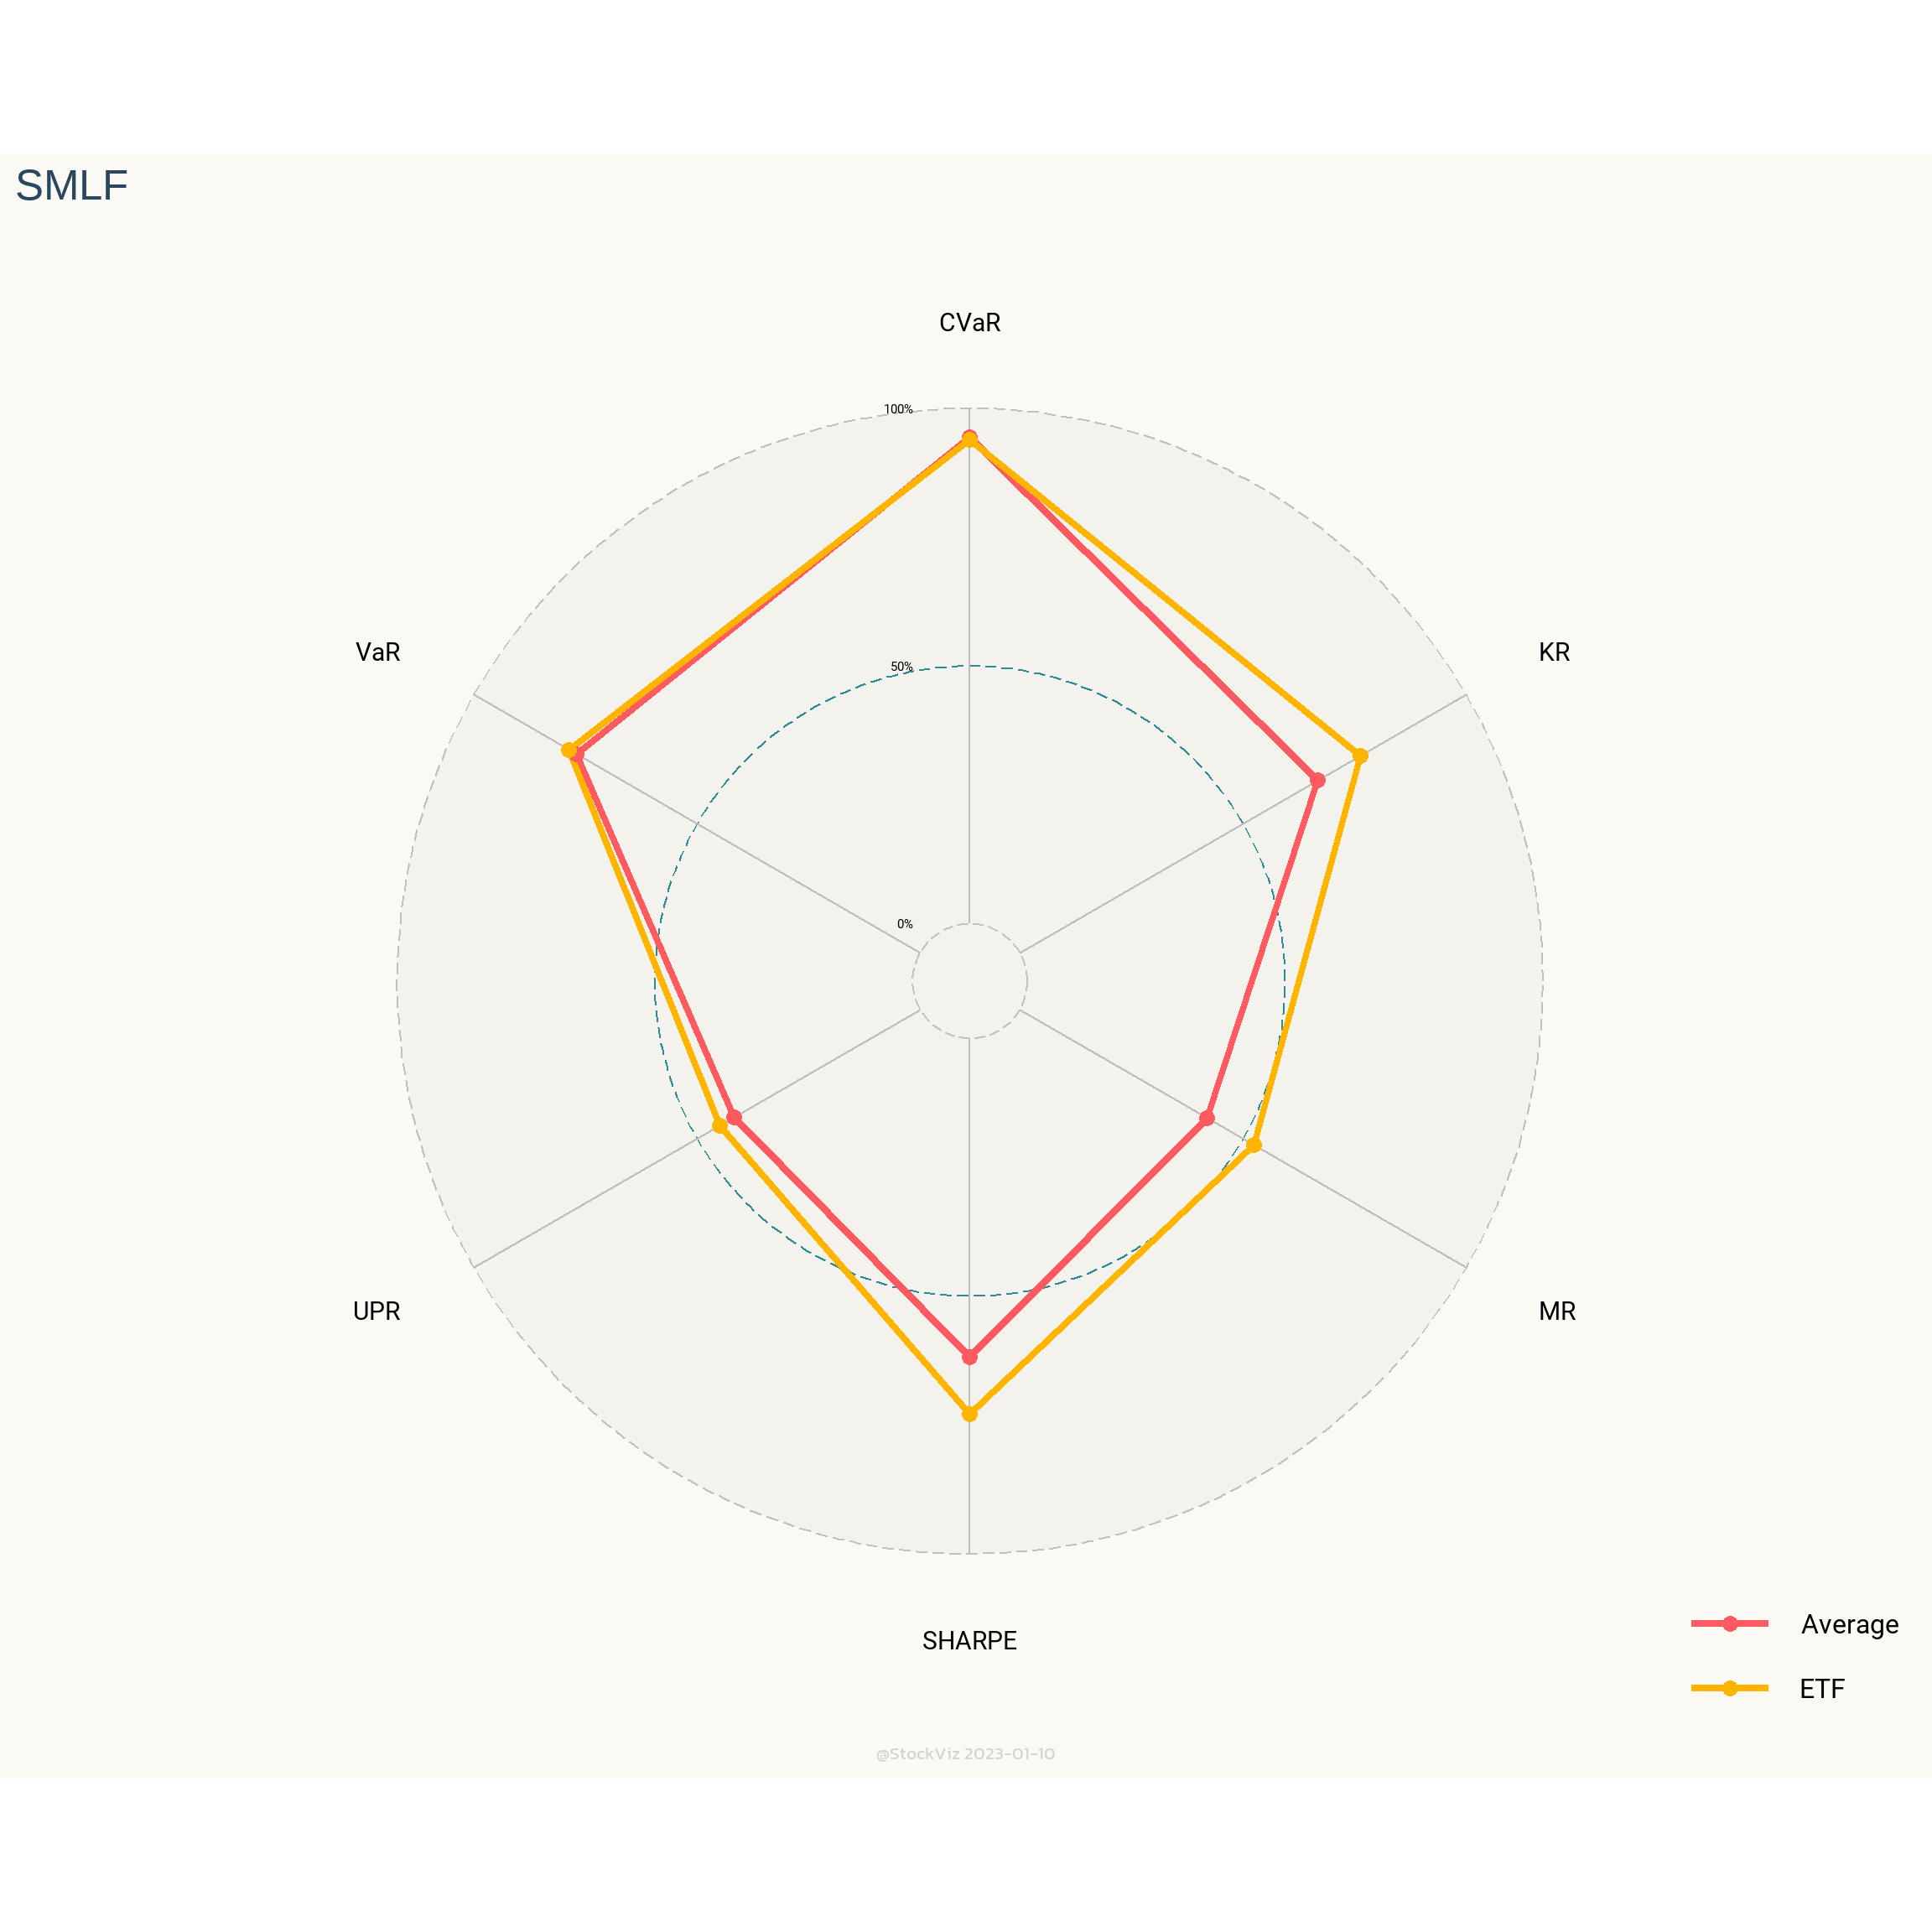 SMLF
CVaR
100%
KR
VaR
50%
0%
UPR
MR
SHARPE
Average
ETF
@StockViz 2023-01-10